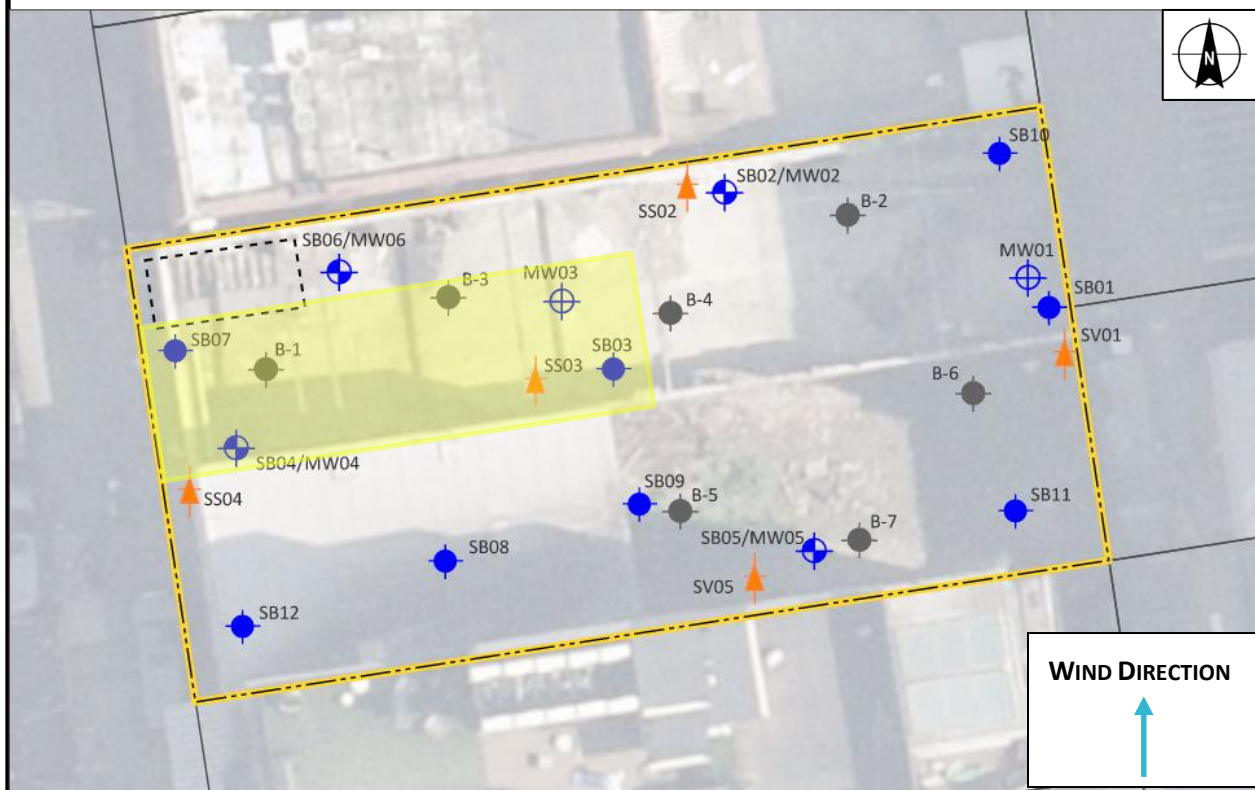 N
SB10
SB02/MW02
SS02
B-2
SB06/MW06
MW01
B-3
MW03
SB01
B-4
SV01
SB07
B-1
SS03
SB03
B-6
SB04/MW04
SS04
SB09
B-5
SB11
SB05/MW05
B-7
SB08
SV05
SB12
WIND DIRECTION